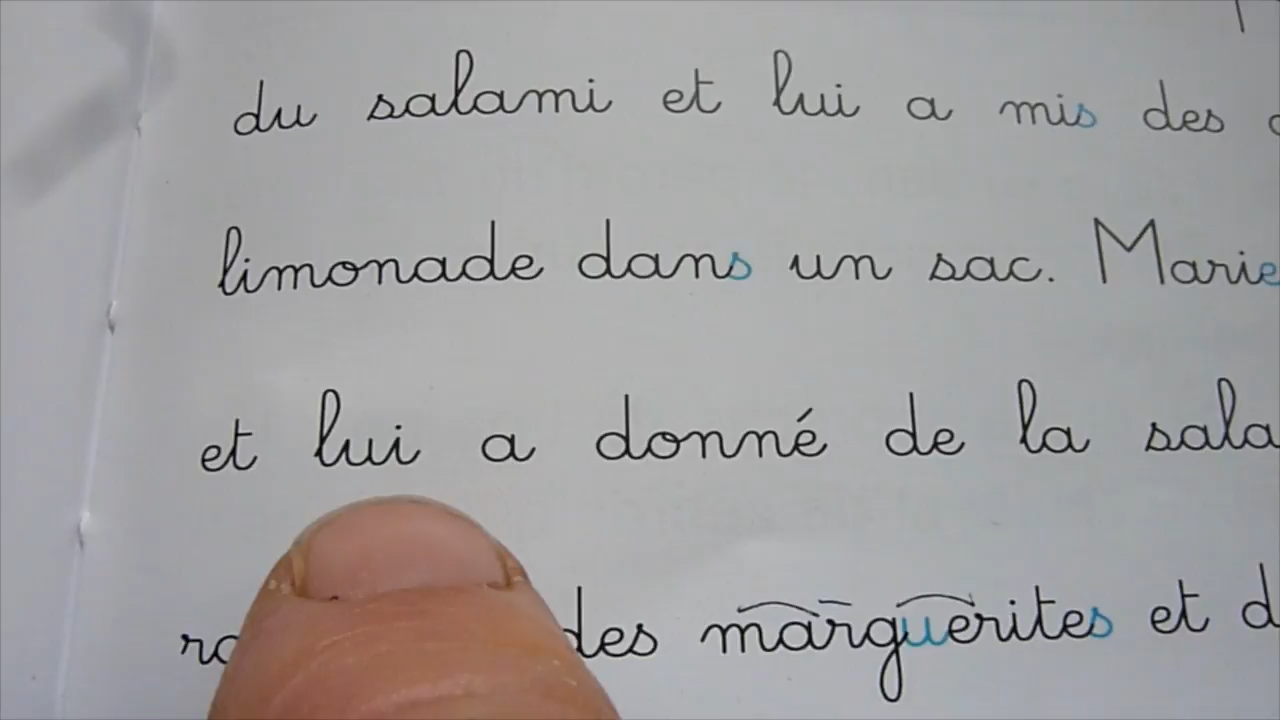 du salami et lui a mis des
limonade dans un sac. Marie
et lui a donné de la
des marguerites et